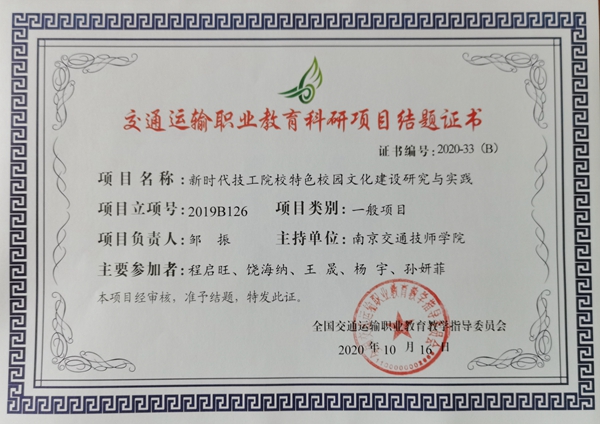 交通运输职业教育科研项目结题证书
证书编号:2020-33（B）
项目名称:新时代技工院校特色校园文化建设研究与实践
项目立项号:2019B126 项目类别:一般项目
项目负责人:邹 振 主持单位:南京交通技师学院
主要参加者:程启旺、饶海纳、王 晟、杨 宇、孙妍菲
本项目经审核，准予结题，特发此证。
全国交通运输职业教育教学指导委员会
2020 年 10 月 16 日